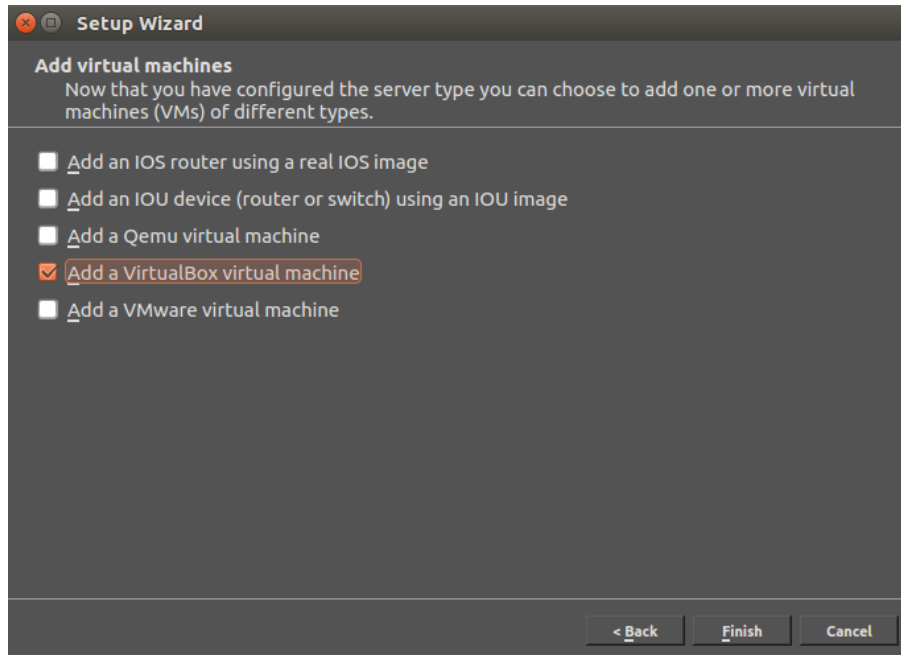 Setup Wizard
Add virtual machines
Now that you have configured the server type you can choose to add one or more virtual
machines (VMs) of different types.
Add an IOS router using a real IOS image
Add an IOU device (router or switch) using an IOU image
Add a Qemu virtual machine
Add a VirtualBox virtual machine
Add a VMware virtual machine
< Back Finish Cancel